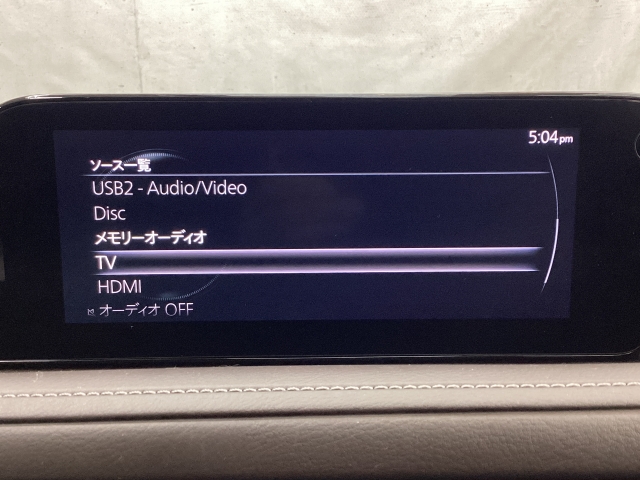 5:04pm
ソース一覧
USB2 - Audio/Video
Disc
メモリーオーディオ
TV
HDMI
オーディオ OFF